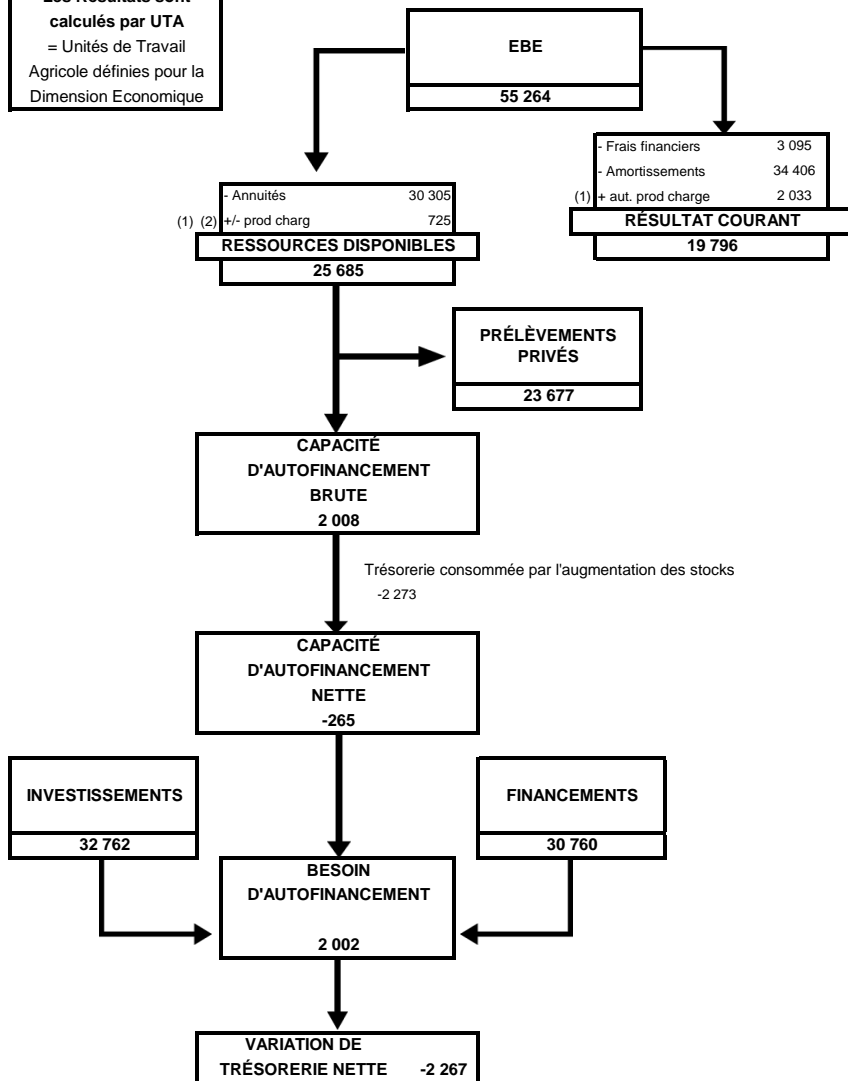 Les Résultats sont
calculés par UTA
= Unités de Travail
Agricole définies pour la
Dimension Economique
EBE
55 264
- Frais financiers 3 095
- Amortissements 34 406
(1) + aut. prod charge 2 033
RÉSULTAT COURANT
19 796
- Annuités 30 305
(1) (2) +/- prod charg 725
RESSOURCES DISPONIBLES
25 685
PRÉLÈVEMENTS
PRIVÉS
23 677
CAPACITÉ
D'AUTOFINANCEMENT
BRUTE
2 008
Trésorerie consommée par l'augmentation des stocks
-2 273
CAPACITÉ
D'AUTOFINANCEMENT
NETTE
-265
INVESTISSEMENTS
32 762
FINANCEMENTS
30 760
BESOIN
D'AUTOFINANCEMENT
2 002
VARIATION DE
TRÉSORERIE NETTE -2 267